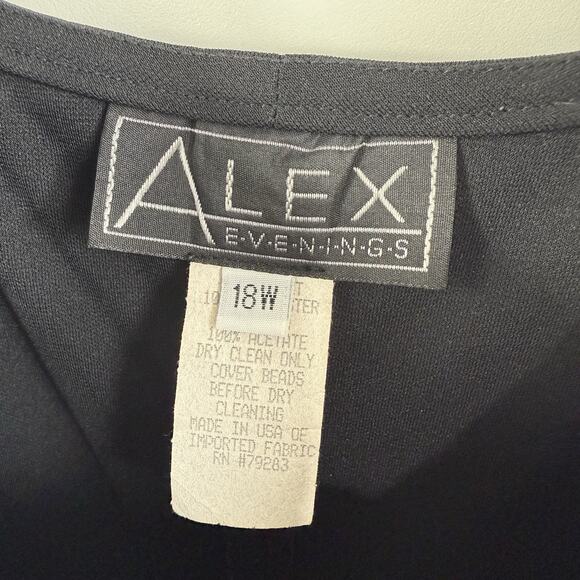 ALEX
E·V·E·N·I·N·G·S
18W
100% ACETATE
DRY CLEAN ONLY
COVER BEADS
BEFORE DRY
CLEANING
MADE IN USA OF
IMPORTED FABRIC
RN #79283